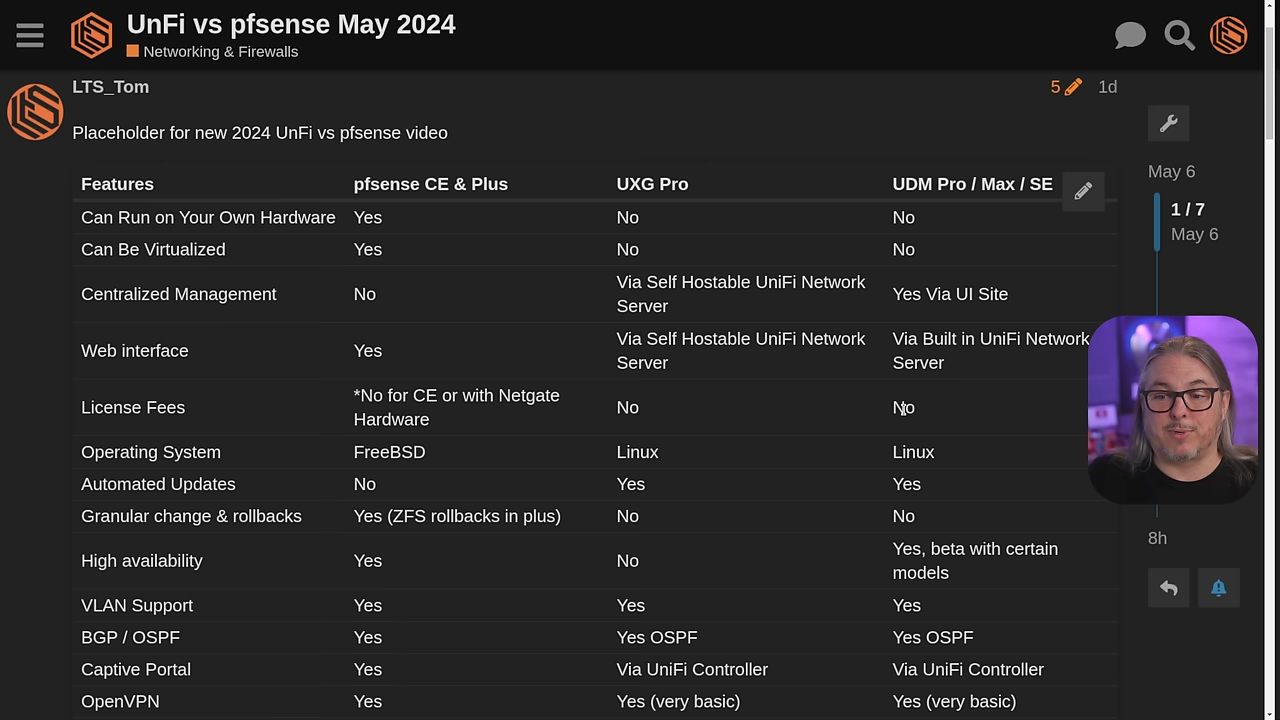 UnFi vs pfsense May 2024
Networking & Firewalls
LTS_Tom
5
1d
Placeholder for new 2024 UnFi vs pfsense video
Features pfsense CE & Plus UXG Pro UDM Pro / Max / SE
Can Run on Your Own Hardware Yes No No
Can Be Virtualized Yes No No
Centralized Management No Via Self Hostable UniFi Network Server Yes Via UI Site
Web interface Yes Via Self Hostable UniFi Network Server Via Built in UniFi Network Server
License Fees *No for CE or with Netgate Hardware No No
Operating System FreeBSD Linux Linux
Automated Updates No Yes Yes
Granular change & rollbacks Yes (ZFS rollbacks in plus) No No
High availability Yes No Yes, beta with certain models
VLAN Support Yes Yes Yes
BGP / OSPF Yes Yes OSPF Yes OSPF
Captive Portal Yes Via UniFi Controller Via UniFi Controller
OpenVPN Yes Yes (very basic) Yes (very basic)
May 6
1 / 7
May 6
8h